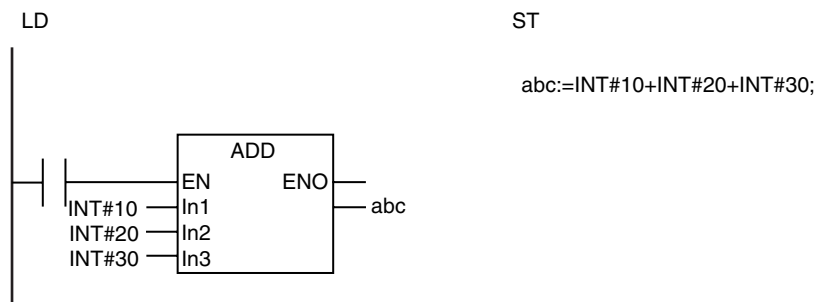 LD
ST
abc:=INT#10+INT#20+INT#30;
ADD
EN ENO
INT#10 In1 abc
INT#20 In2
INT#30 In3